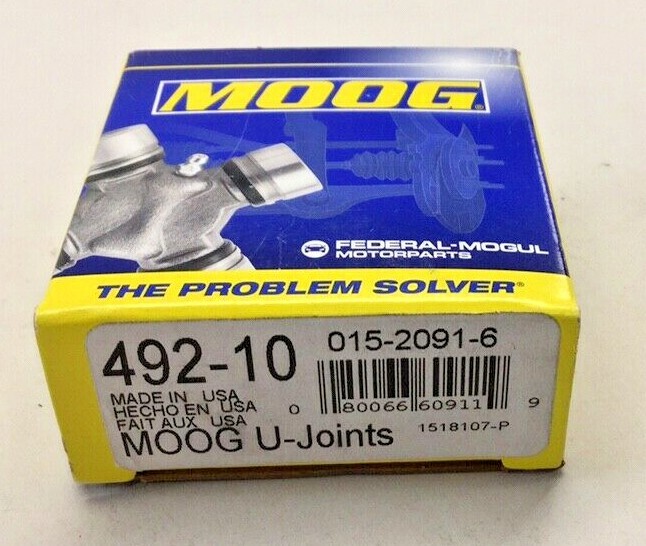 MOOG®
FEDERAL-MOGUL
MOTORPARTS
THE PROBLEM SOLVER®
492-10
015-2091-6
MADE IN USA
HECHO EN USA
FAIT AUX USA
0 80066 60911 9
MOOG U-Joints
1518107-P